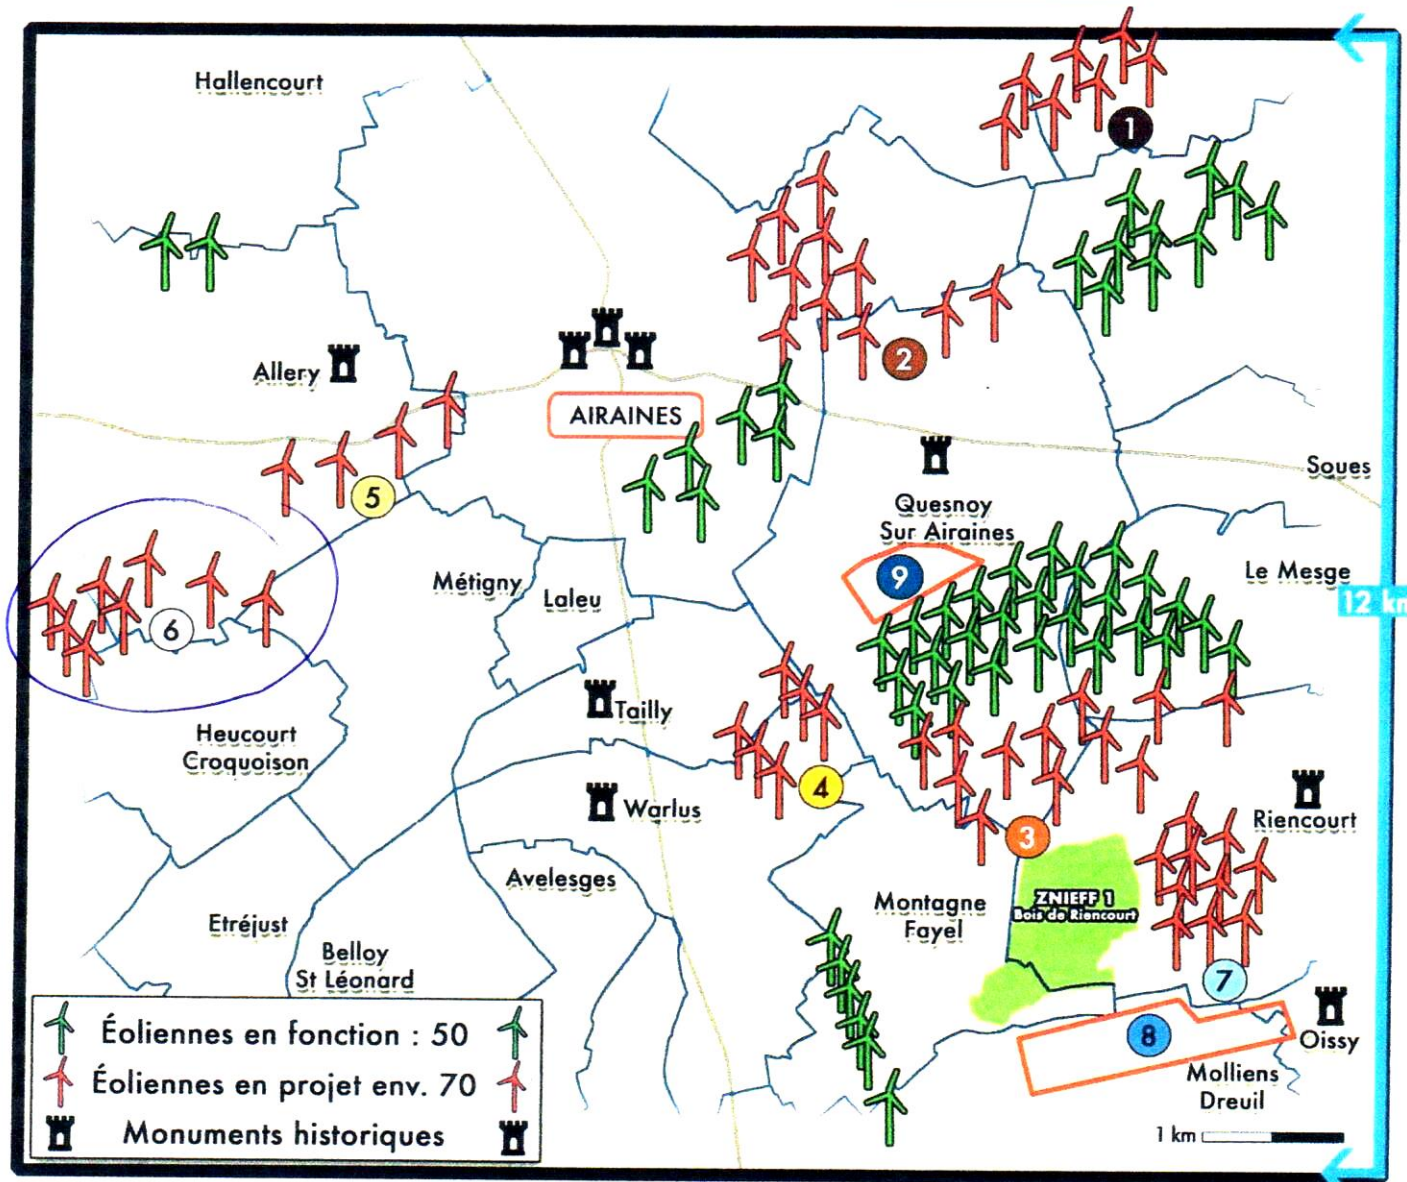 Hallencourt
1
2
Allery
AIRAINES
Soues
Quesnoy
Sur Airaines
5
9
Le Mesge
Métigny
Laleu
12 km
6
Tailly
Heucourt
Croquoison
4
Warlus
Riencourt
3
Avelesges
ZNIEFF 1
Bois de Riencourt
Montagne
Fayel
Etréjust
Belloy
St Léonard
7
8
Oissy
Molliens
Dreuil
1 km
Éoliennes en fonction : 50
Éoliennes en projet env. 70
Monuments historiques